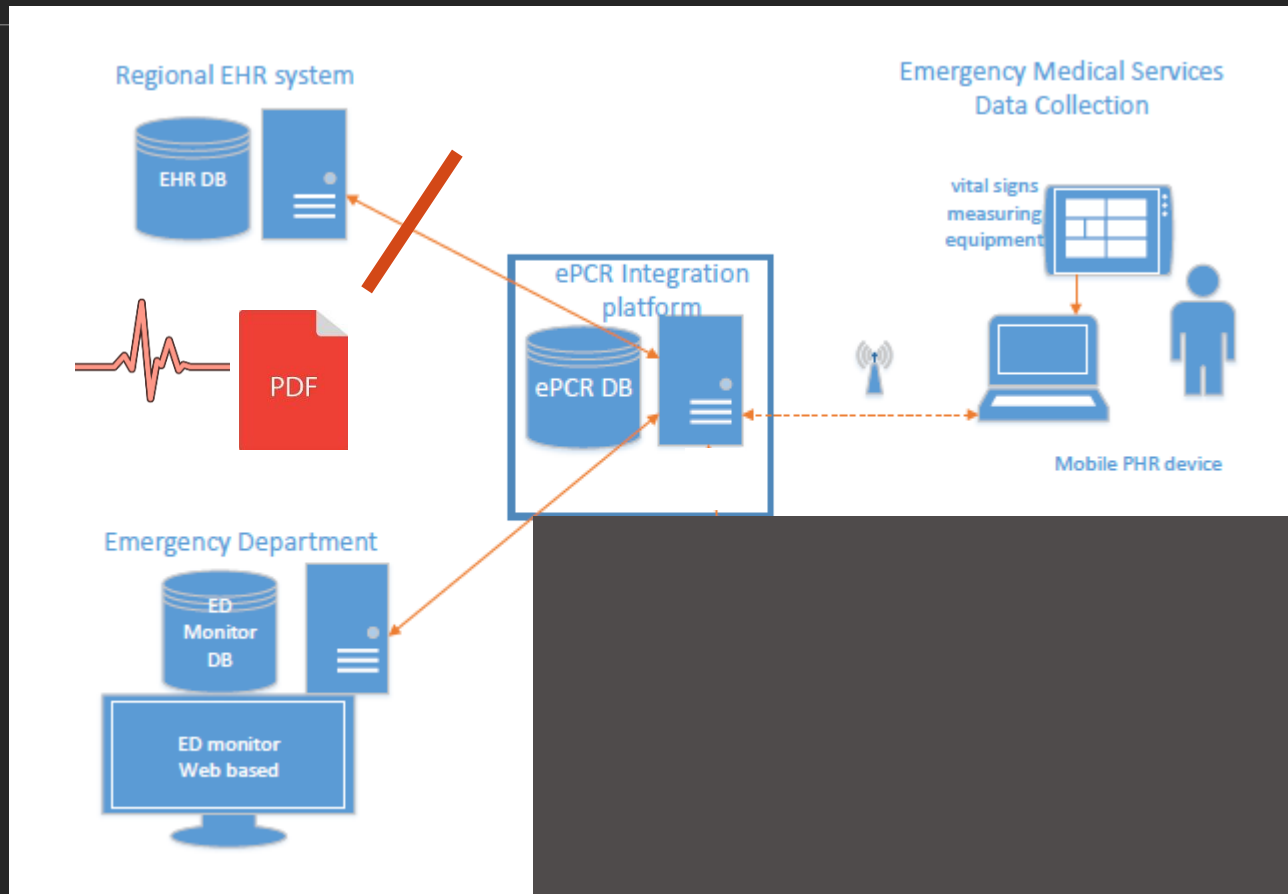 Regional EHR system
EHR DB
Emergency Medical Services
Data Collection
vital signs
measuring
equipment
ePCR Integration
platform
ePCR DB
PDF
Mobile PHR device
Emergency Department
ED
Monitor
DB
ED monitor
Web based